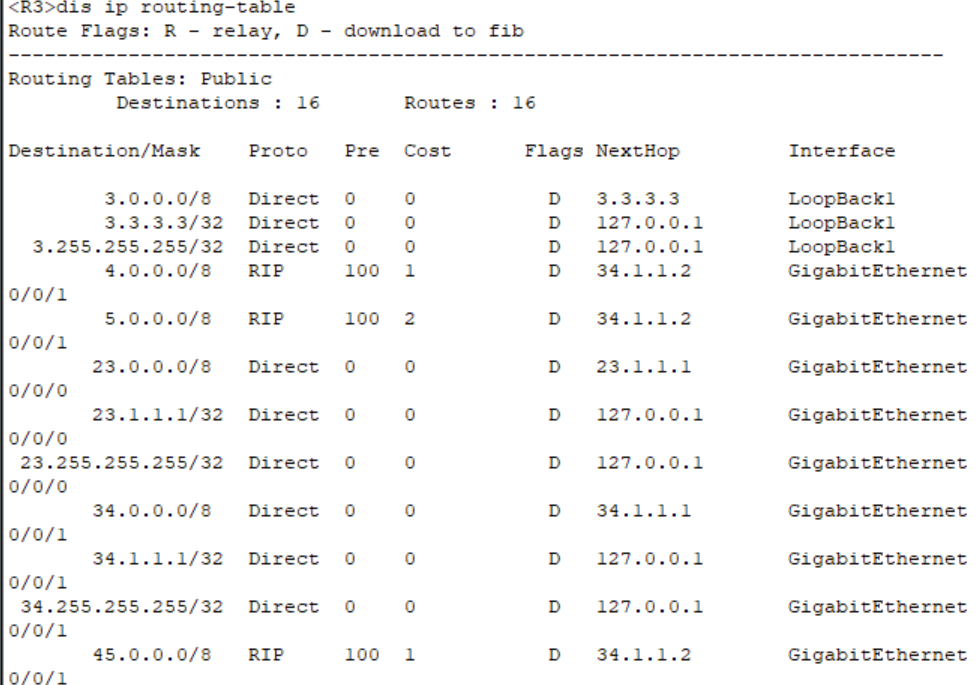 <R3>dis ip routing-table
Route Flags: R - relay, D - download to fib
------------------------------------------------------------------------------
Routing Tables: Public
         Destinations : 16       Routes : 16

Destination/Mask    Proto   Pre  Cost      Flags NextHop         Interface

        3.0.0.0/8   Direct  0    0           D   3.3.3.3         LoopBack1
        3.3.3.3/32  Direct  0    0           D   127.0.0.1       LoopBack1
  3.255.255.255/32  Direct  0    0           D   127.0.0.1       LoopBack1
        4.0.0.0/8   RIP     100  1           D   34.1.1.2        GigabitEthernet
0/0/1
        5.0.0.0/8   RIP     100  2           D   34.1.1.2        GigabitEthernet
0/0/1
       23.0.0.0/8   Direct  0    0           D   23.1.1.1        GigabitEthernet
0/0/0
       23.1.1.1/32  Direct  0    0           D   127.0.0.1       GigabitEthernet
0/0/0
 23.255.255.255/32  Direct  0    0           D   127.0.0.1       GigabitEthernet
0/0/0
       34.0.0.0/8   Direct  0    0           D   34.1.1.1        GigabitEthernet
0/0/1
       34.1.1.1/32  Direct  0    0           D   127.0.0.1       GigabitEthernet
0/0/1
 34.255.255.255/32  Direct  0    0           D   127.0.0.1       GigabitEthernet
0/0/1
       45.0.0.0/8   RIP     100  1           D   34.1.1.2        GigabitEthernet
0/0/1